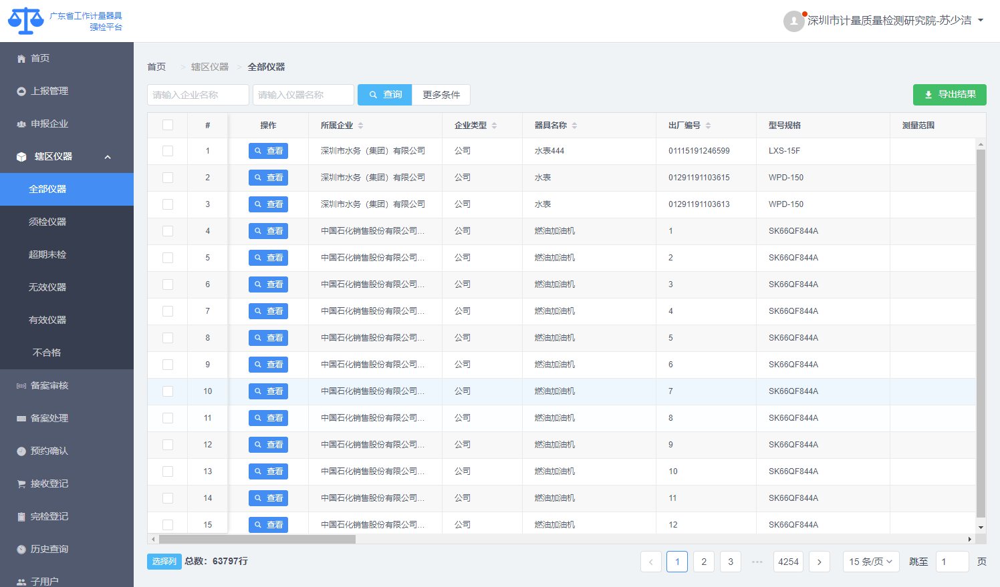 广东省工作计量器具
强检平台
深圳市计量质量检测研究院-苏少洁
首页
上报管理
申报企业
辖区仪器
全部仪器
须检仪器
超期未检
无效仪器
有效仪器
不合格
备案审核
备案处理
预约确认
接收登记
完检登记
历史查询
子用户
首页 > 辖区仪器 > 全部仪器
请输入企业名称 请输入仪器名称 查询 更多条件 导出结果
# 操作 所属企业 企业类型 器具名称 出厂编号 型号规格 测量范围
1 查看 深圳市水务（集团）有限公司 公司 水表444 01115191246599 LXS-15F
2 查看 深圳市水务（集团）有限公司 公司 水表 01291191103615 WPD-150
3 查看 深圳市水务（集团）有限公司 公司 水表 01291191103613 WPD-150
4 查看 中国石化销售股份有限公司... 公司 燃油加油机 1 SK66QF844A
5 查看 中国石化销售股份有限公司... 公司 燃油加油机 2 SK66QF844A
6 查看 中国石化销售股份有限公司... 公司 燃油加油机 3 SK66QF844A
7 查看 中国石化销售股份有限公司... 公司 燃油加油机 4 SK66QF844A
8 查看 中国石化销售股份有限公司... 公司 燃油加油机 5 SK66QF844A
9 查看 中国石化销售股份有限公司... 公司 燃油加油机 6 SK66QF844A
10 查看 中国石化销售股份有限公司... 公司 燃油加油机 7 SK66QF844A
11 查看 中国石化销售股份有限公司... 公司 燃油加油机 8 SK66QF844A
12 查看 中国石化销售股份有限公司... 公司 燃油加油机 9 SK66QF844A
13 查看 中国石化销售股份有限公司... 公司 燃油加油机 10 SK66QF844A
14 查看 中国石化销售股份有限公司... 公司 燃油加油机 11 SK66QF844A
15 查看 中国石化销售股份有限公司... 公司 燃油加油机 12 SK66QF844A
选择列 总数：63797行 < 1 2 3 ••• 4254 > 15 条/页 跳至 1 页